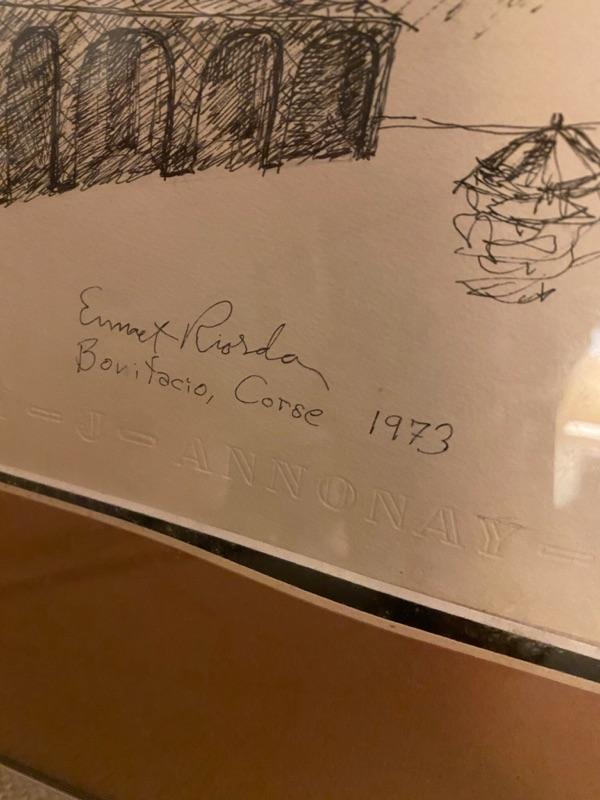 Emmet Riordan
Bonifacio, Corse 1973
- J - ANNONAY -